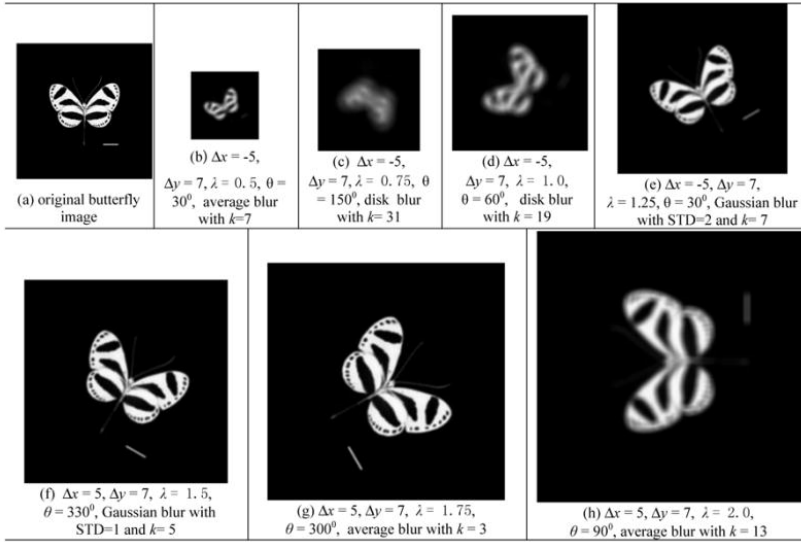 (a) original butterfly
image
(b) Δx = -5,
Δy = 7, λ = 0.5, θ =
30⁰, average blur
with k=7
(c) Δx = -5,
Δy = 7, λ = 0.75, θ
= 150⁰, disk blur
with k= 31
(d) Δx = -5,
Δy = 7, λ = 1.0,
θ = 60⁰, disk blur
with k = 19
(e) Δx = -5, Δy = 7,
λ = 1.25, θ = 30⁰, Gaussian blur
with STD=2 and k= 7
(f) Δx = 5, Δy = 7, λ = 1.5,
θ = 330⁰, Gaussian blur with
STD=1 and k= 5
(g) Δx = 5, Δy = 7, λ = 1.75,
θ = 300⁰, average blur with k = 3
(h) Δx = 5, Δy = 7, λ = 2.0,
θ = 90⁰, average blur with k = 13